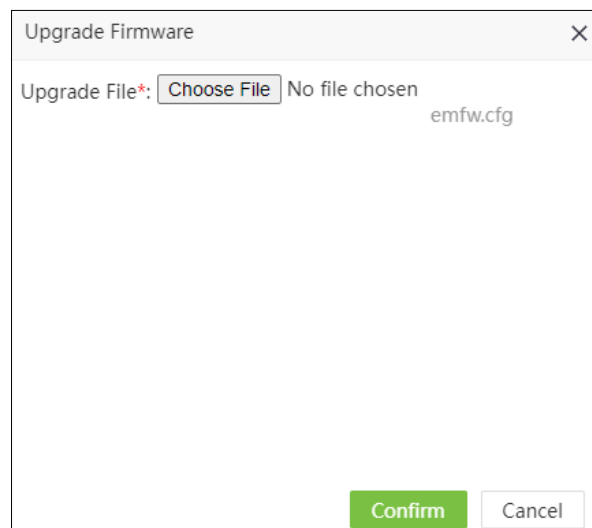 Upgrade Firmware
Upgrade File*: Choose File No file chosen
emfw.cfg
Confirm Cancel